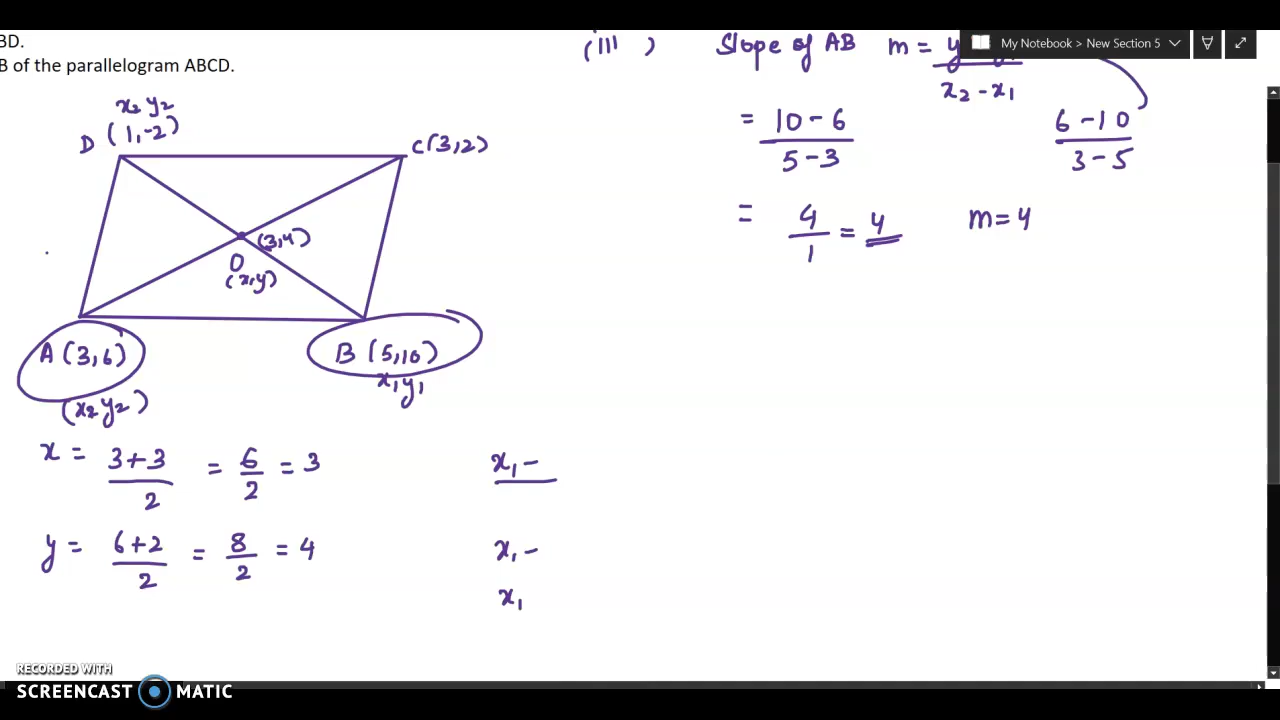 BD.
B of the parallelogram ABCD.
x2 y2
D (1,-2)
C(3,2)
(3,4)
O
(x,y)
A (3,6)
(x2 y2)
B (5,10)
x1 y1
x = 3+3/2 = 6/2 = 3
y = 6+2/2 = 8/2 = 4
x1 -
x1 -
x1
(iii) Slope of AB m = y / x2 - x1
= 10 - 6 / 5 - 3
6 - 10 / 3 - 5
= 4/1 = 4 m = 4
My Notebook > New Section 5
RECORDED WITH
SCREENCAST MATIC